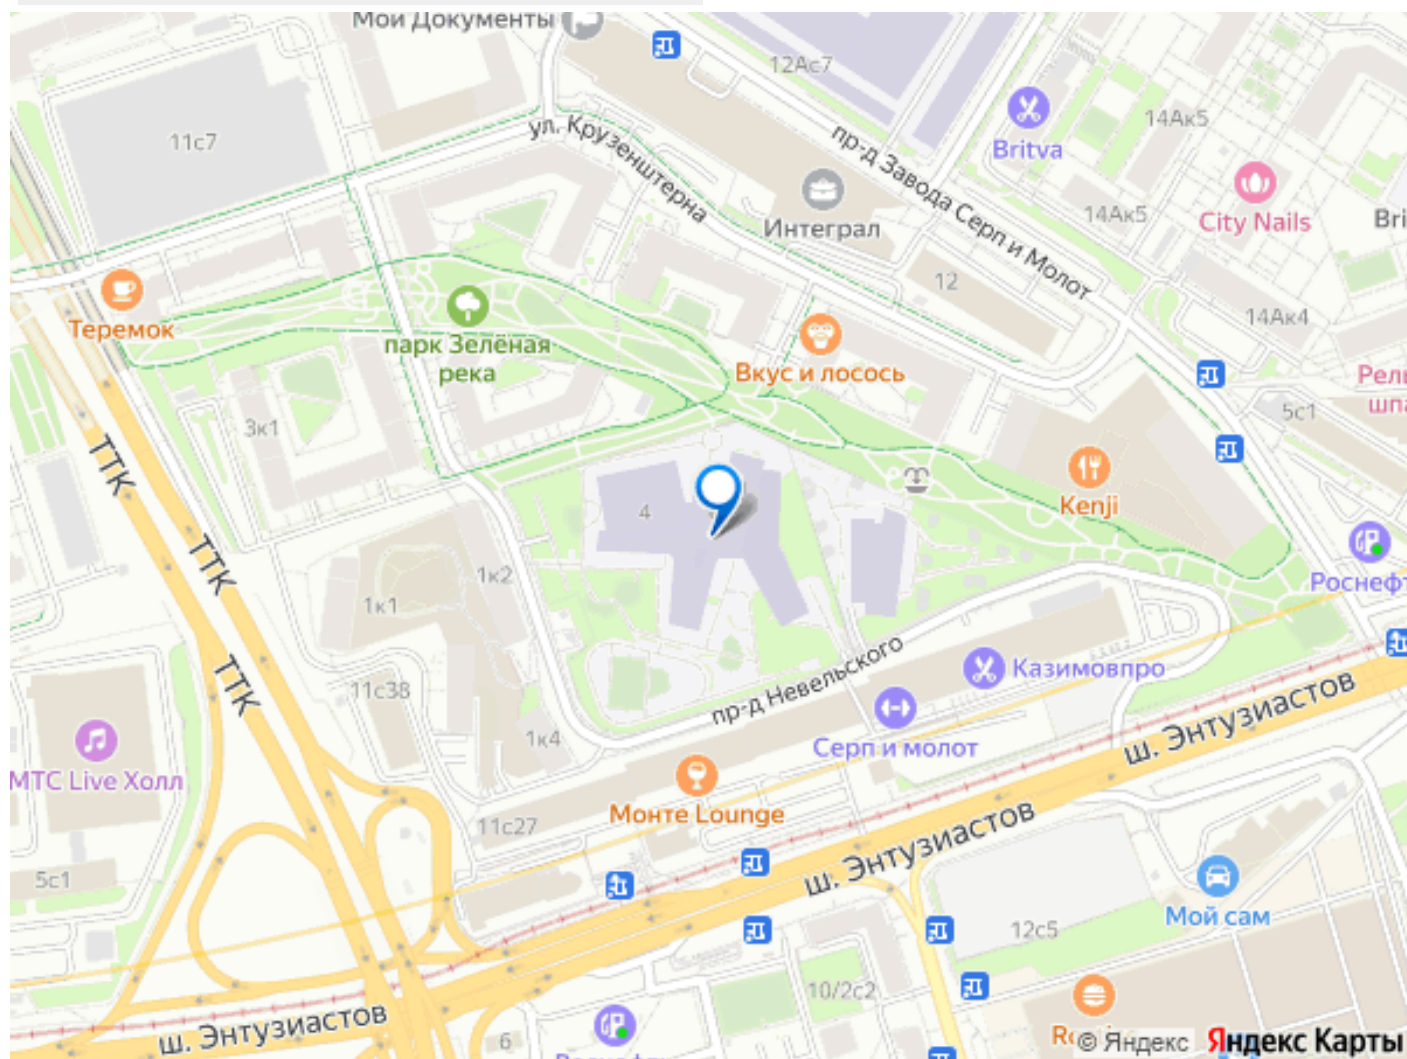 Мои Документы
12Ас7
11с7
ул. Крузенштерна
пр-д Завода Серп и Молот
Britva
14Ак5
City Nails
14Ак5
Bri
Интеграл
12
14Ак4
Теремок
парк Зелёная
река
Вкус и лосось
5с1
3к1
ТТК
4
Kenji
ТТК
1к2
1к1
Роснефт
ТТК
11с38
пр-д Невельского
Казимовпро
1к4
Серп и молот
ш. Энтузиастов
МТС Live Холл
Монте Lounge
11с27
ш. Энтузиастов
5с1
12с5
Мой сам
10/2с2
ш. Энтузиастов
6
© Яндекс
Яндекс Карты